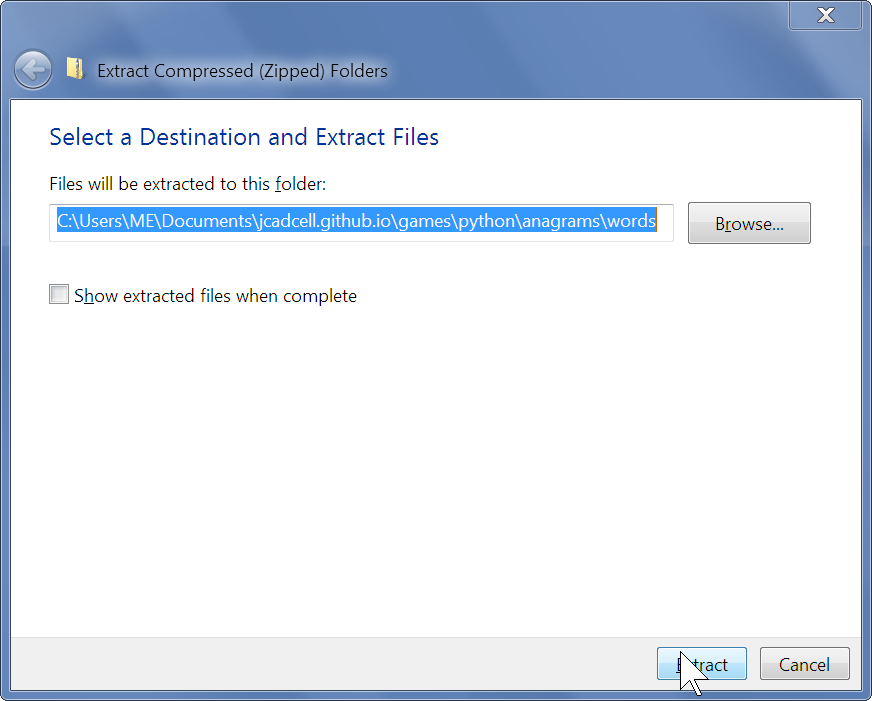 Extract Compressed (Zipped) Folders
Select a Destination and Extract Files
Files will be extracted to this folder:
C:\Users\ME\Documents\jcadcell.github.io\games\python\anagrams\words
Browse...
Show extracted files when complete
Extract
Cancel